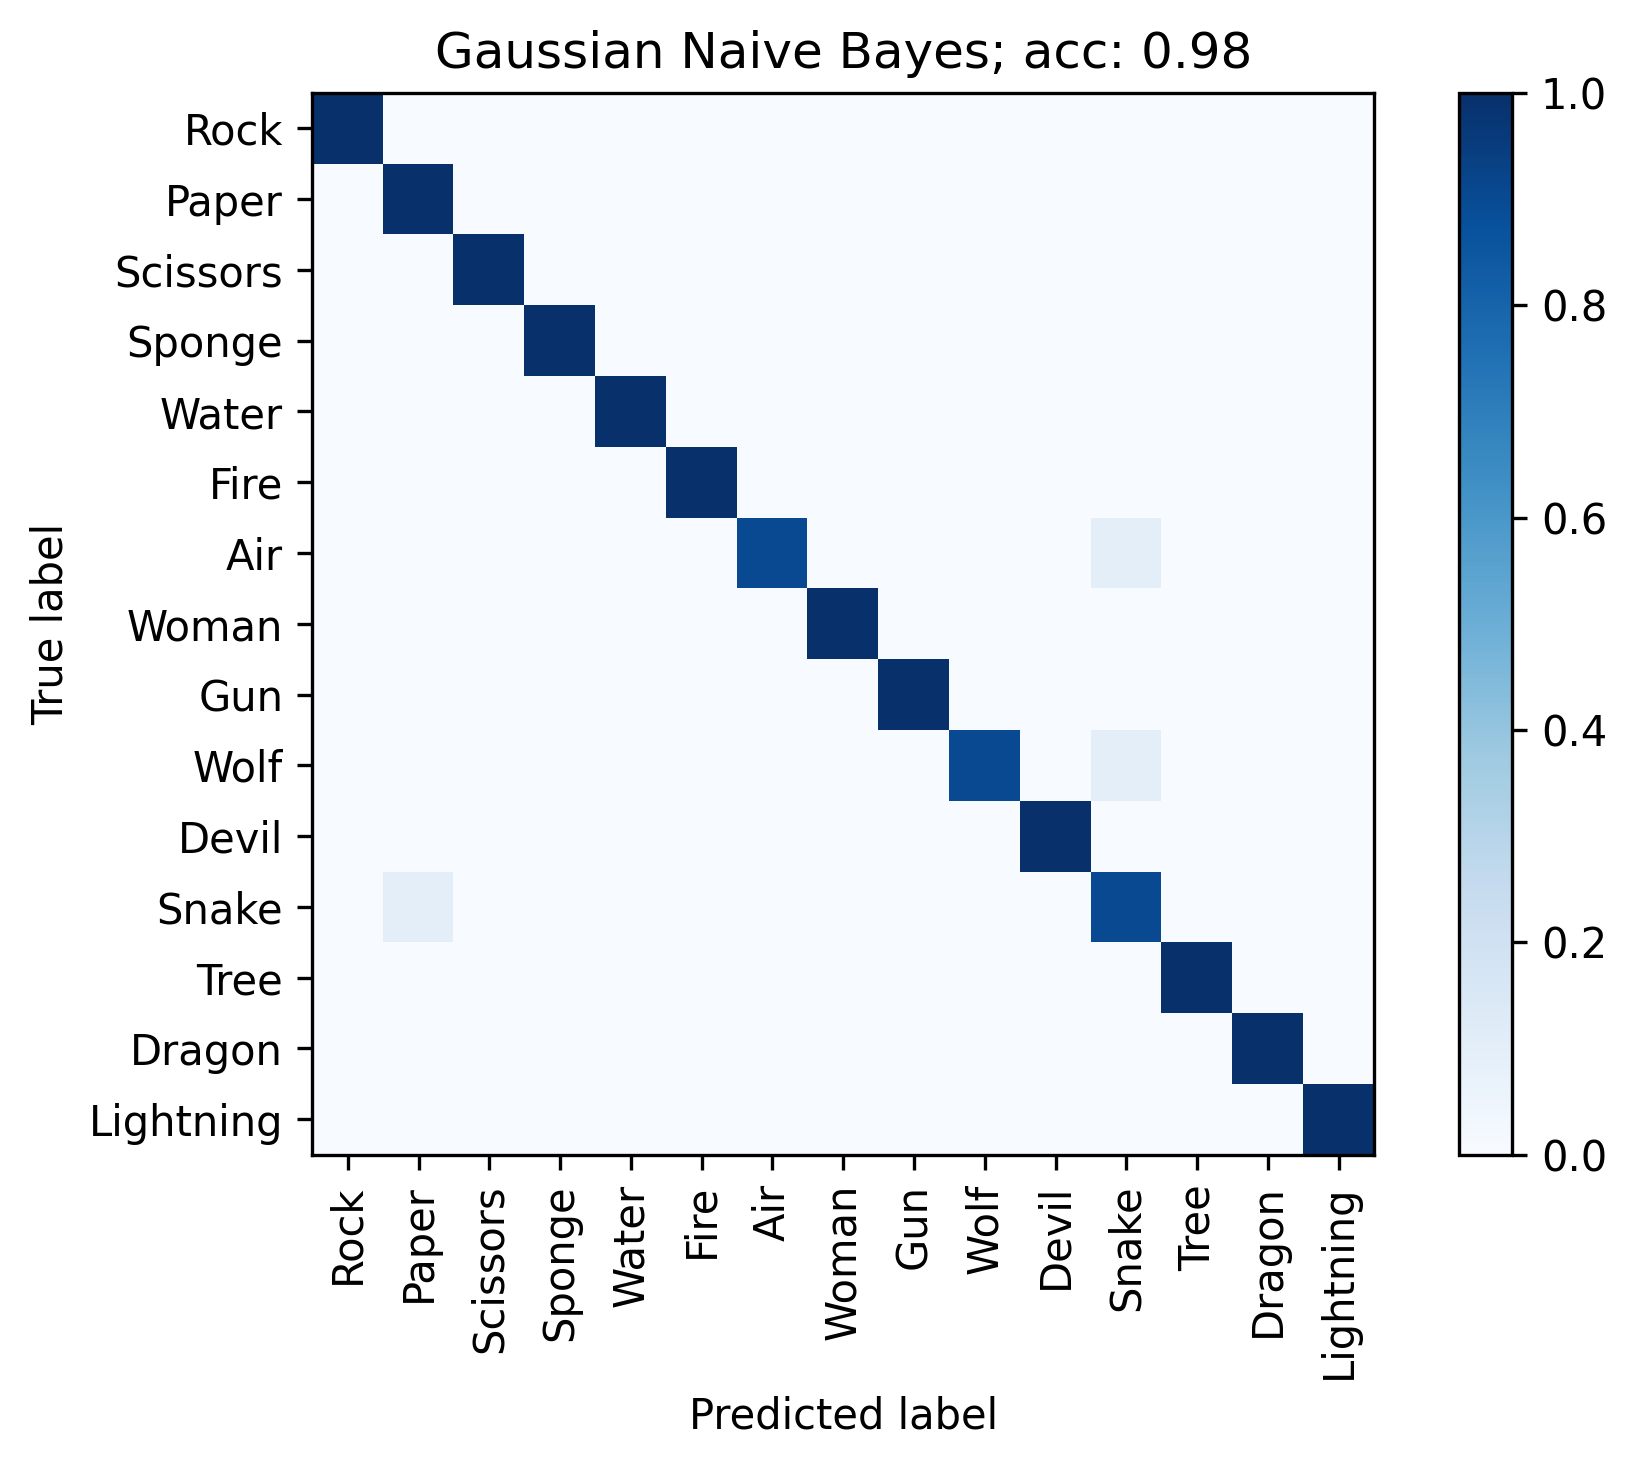 Gaussian Naive Bayes; acc: 0.98
True label
Rock
Paper
Scissors
Sponge
Water
Fire
Air
Woman
Gun
Wolf
Devil
Snake
Tree
Dragon
Lightning
Rock
Paper
Scissors
Sponge
Water
Fire
Air
Woman
Gun
Wolf
Devil
Snake
Tree
Dragon
Lightning
Predicted label
1.0
0.8
0.6
0.4
0.2
0.0